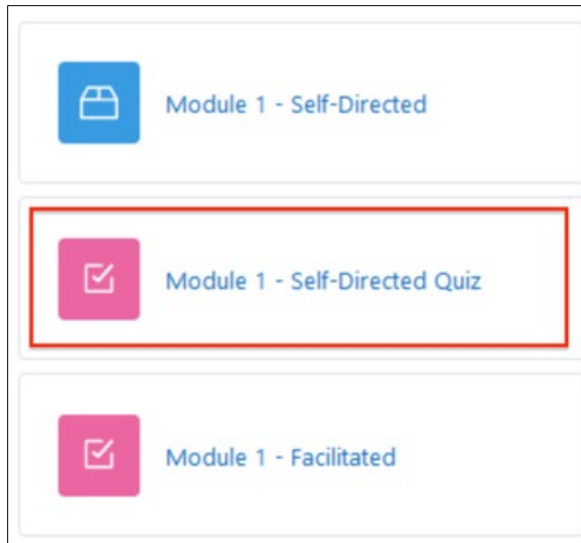 Module 1 - Self-Directed
Module 1 - Self-Directed Quiz
Module 1 - Facilitated